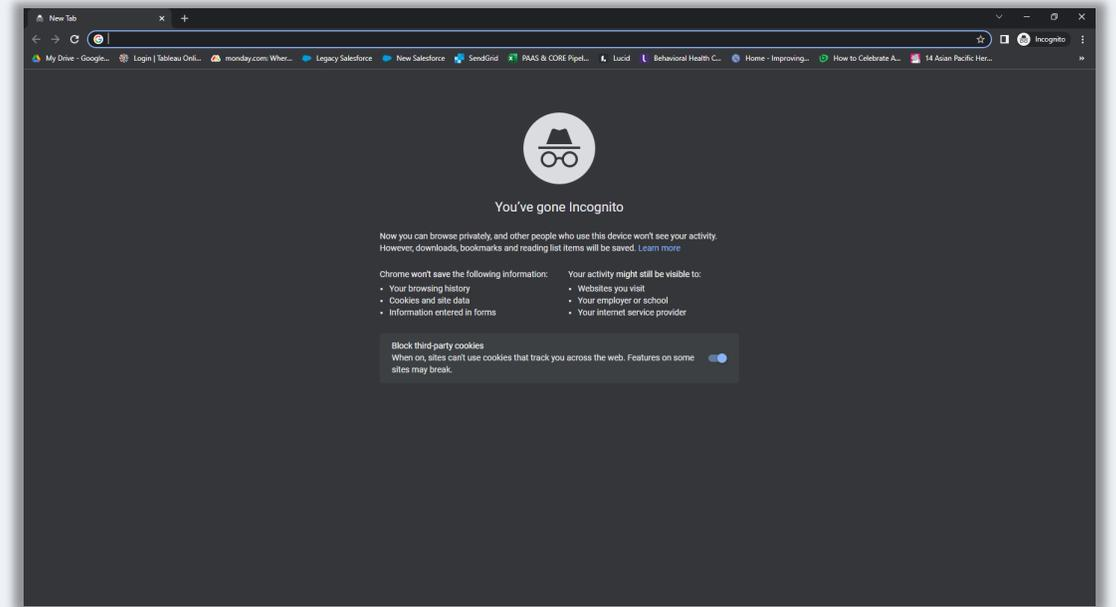 New Tab
Incognito
My Drive - Google...
Login | Tableau Onli...
monday.com: Wher...
Legacy Salesforce
New Salesforce
SendGrid
PAAS & CORE Pipel...
Lucid
Behavioral Health C...
Home - Improving...
How to Celebrate A...
14 Asian Pacific Her...
You've gone Incognito
Now you can browse privately, and other people who use this device won't see your activity.
However, downloads, bookmarks and reading list items will be saved. Learn more
Chrome won't save the following information:
• Your browsing history
• Cookies and site data
• Information entered in forms
Your activity might still be visible to:
• Websites you visit
• Your employer or school
• Your internet service provider
Block third-party cookies
When on, sites can't use cookies that track you across the web. Features on some
sites may break.